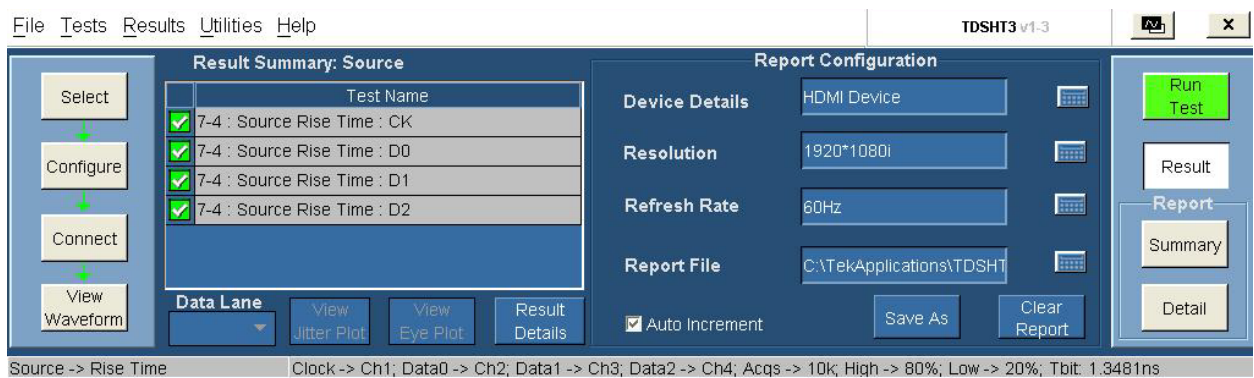 File Tests Results Utilities Help
TDSHT3 v1-3
x
Select
Configure
Connect
View
Waveform
Result Summary: Source
Test Name
7-4 : Source Rise Time : CK
7-4 : Source Rise Time : D0
7-4 : Source Rise Time : D1
7-4 : Source Rise Time : D2
Data Lane
View
Jitter Plot
View
Eye Plot
Result
Details
Report Configuration
Device Details
HDMI Device
Resolution
1920*1080i
Refresh Rate
60Hz
Report File
C:\TekApplications\TDSHT
Auto Increment
Save As
Clear
Report
Run
Test
Result
Report
Summary
Detail
Source -> Rise Time
Clock -> Ch1; Data0 -> Ch2; Data1 -> Ch3; Data2 -> Ch4; Acqs -> 10k; High -> 80%; Low -> 20%; Tbit: 1.3481ns